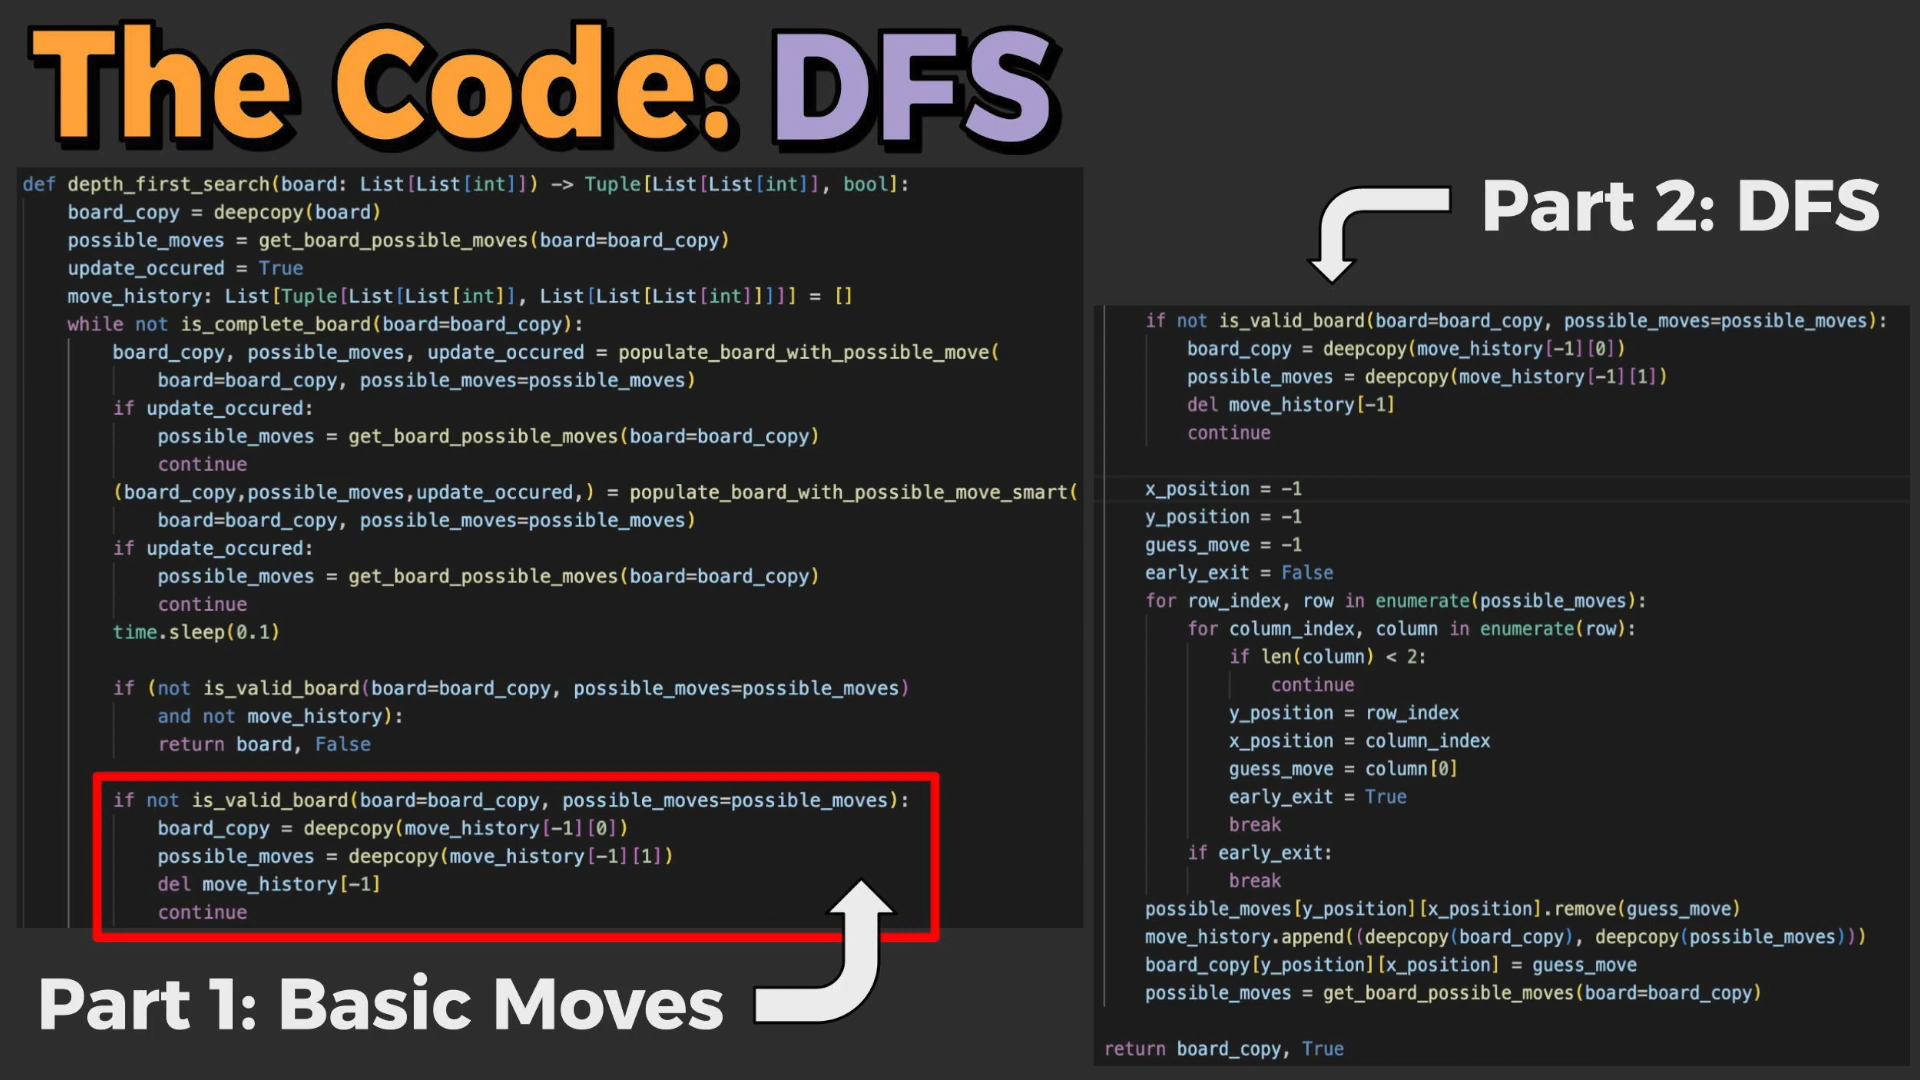 The Code: DFS
def depth_first_search(board: List[List[int]]) -> Tuple[List[List[int]], bool]:
    board_copy = deepcopy(board)
    possible_moves = get_board_possible_moves(board=board_copy)
    update_occured = True
    move_history: List[Tuple[List[List[int]], List[List[List[int]]]]] = []
    while not is_complete_board(board=board_copy):
        board_copy, possible_moves, update_occured = populate_board_with_possible_move(
            board=board_copy, possible_moves=possible_moves)
        if update_occured:
            possible_moves = get_board_possible_moves(board=board_copy)
            continue
        (board_copy,possible_moves,update_occured,) = populate_board_with_possible_move_smart(
            board=board_copy, possible_moves=possible_moves)
        if update_occured:
            possible_moves = get_board_possible_moves(board=board_copy)
            continue
        time.sleep(0.1)
        if (not is_valid_board(board=board_copy, possible_moves=possible_moves)
            and not move_history):
            return board, False
        if not is_valid_board(board=board_copy, possible_moves=possible_moves):
            board_copy = deepcopy(move_history[-1][0])
            possible_moves = deepcopy(move_history[-1][1])
            del move_history[-1]
            continue
Part 1: Basic Moves
Part 2: DFS
        if not is_valid_board(board=board_copy, possible_moves=possible_moves):
            board_copy = deepcopy(move_history[-1][0])
            possible_moves = deepcopy(move_history[-1][1])
            del move_history[-1]
            continue
        x_position = -1
        y_position = -1
        guess_move = -1
        early_exit = False
        for row_index, row in enumerate(possible_moves):
            for column_index, column in enumerate(row):
                if len(column) < 2:
                    continue
                y_position = row_index
                x_position = column_index
                guess_move = column[0]
                early_exit = True
                break
            if early_exit:
                break
        possible_moves[y_position][x_position].remove(guess_move)
        move_history.append((deepcopy(board_copy), deepcopy(possible_moves)))
        board_copy[y_position][x_position] = guess_move
        possible_moves = get_board_possible_moves(board=board_copy)
    return board_copy, True